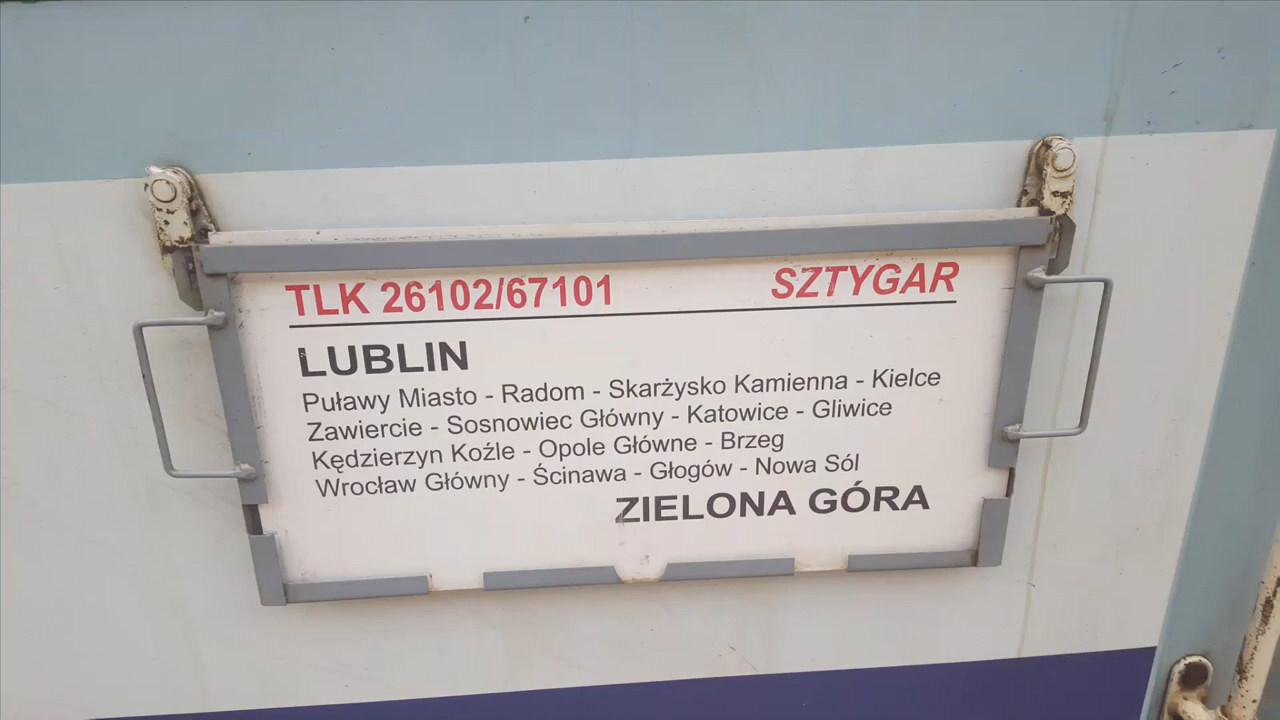 TLK 26102/67101 SZTYGAR
LUBLIN
Puławy Miasto - Radom - Skarżysko Kamienna - Kielce
Zawiercie - Sosnowiec Główny - Katowice - Gliwice
Kędzierzyn Koźle - Opole Główne - Brzeg
Wrocław Główny - Ścinawa - Głogów - Nowa Sól
ZIELONA GÓRA